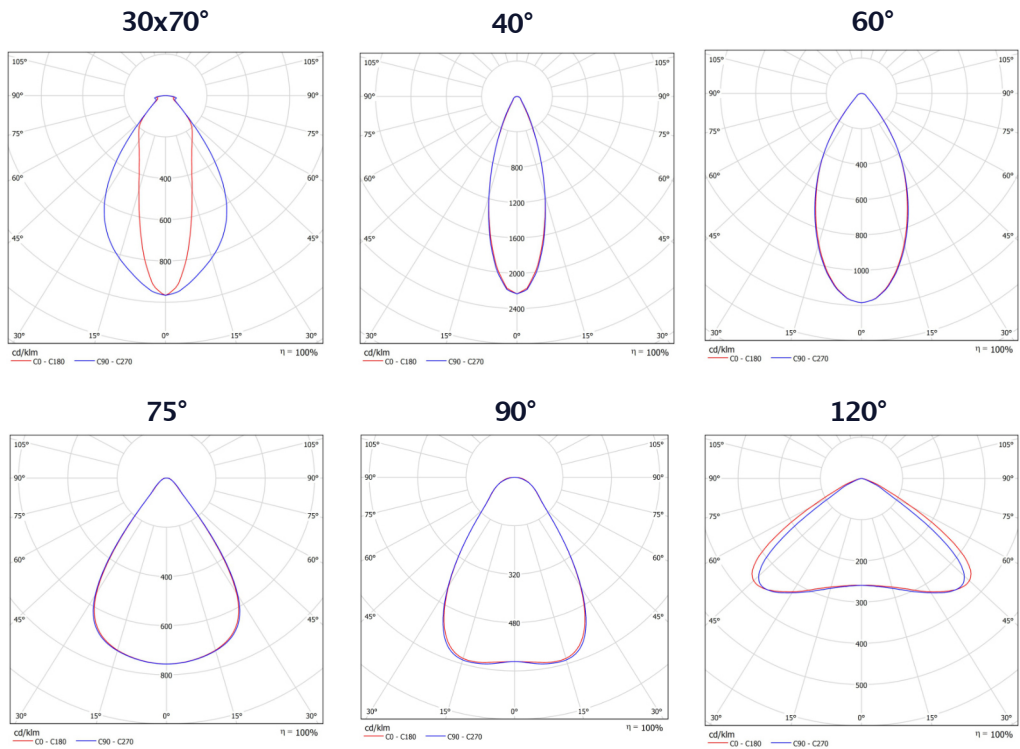 30x70° 40° 60°
105° 105° 105° 105° 105° 105°
90° 90° 90° 90° 90° 90°
75° 75° 75° 75° 75° 75°
400 800 400
60° 60° 60° 60° 60° 60°
1200 600
600
45° 45° 1600 45° 45° 800 45° 45°
800 2000 1000
2400
30° 15° 0° 15° 30° 30° 15° 0° 15° 30° 30° 15° 0° 15° 30°
cd/klm η = 100% cd/klm η = 100% cd/klm η = 100%
C0 - C180 C90 - C270 C0 - C180 C90 - C270 C0 - C180 C90 - C270
75° 90° 120°
105° 105° 105° 105° 105° 105°
90° 90° 90° 90° 90° 90°
75° 75° 75° 75° 75° 75°
60° 60° 60° 60° 60° 60°
400 320 200
300
45° 600 45° 45° 480 45° 45° 45°
400
800 500
30° 15° 0° 15° 30° 30° 15° 0° 15° 30° 30° 15° 0° 15° 30°
cd/klm η = 100% cd/klm η = 100% cd/klm η = 100%
C0 - C180 C90 - C270 C0 - C180 C90 - C270 C0 - C180 C90 - C270